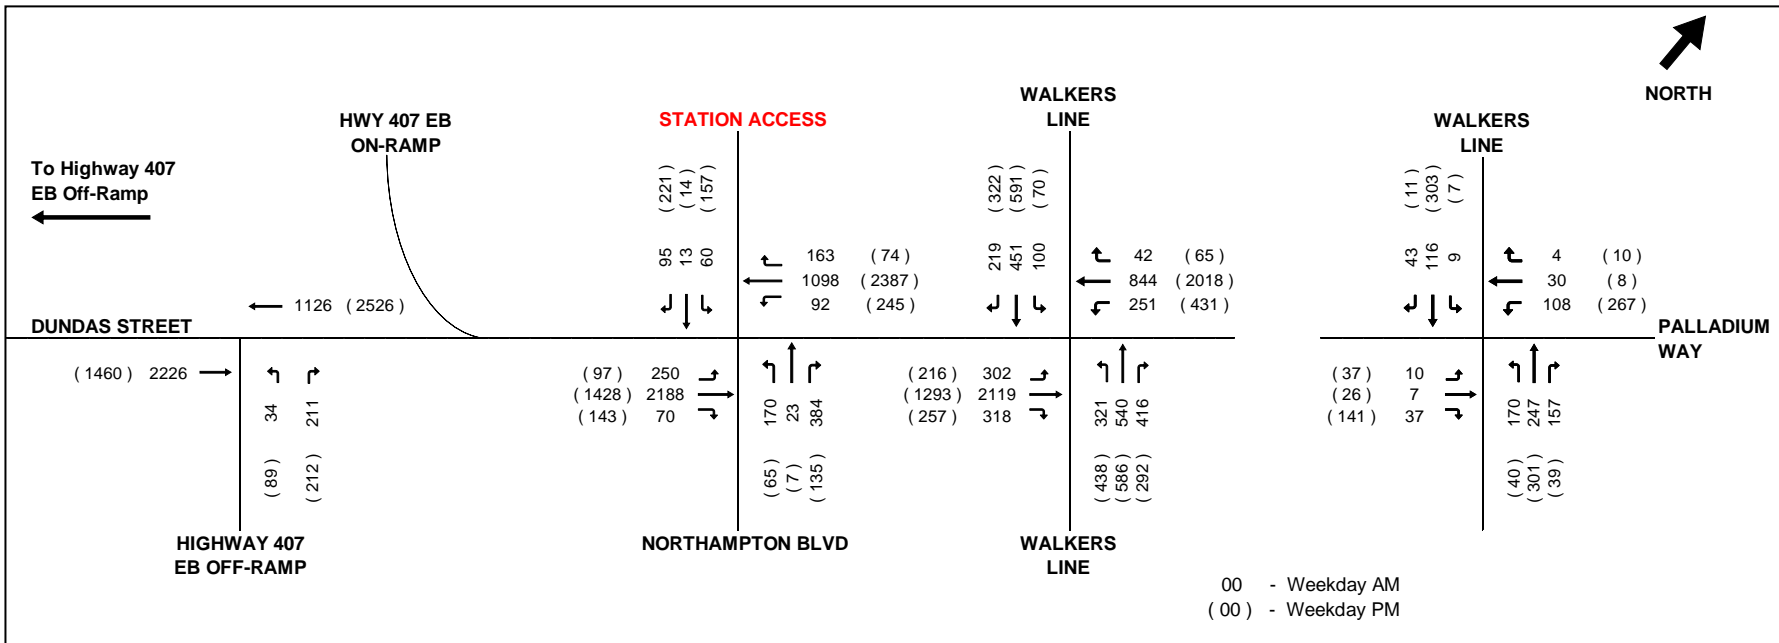 NORTH
WALKERS
LINE
HWY 407 EB
ON-RAMP
STATION ACCESS
WALKERS
LINE
To Highway 407
EB Off-Ramp
( 221 )
( 14 )
( 157 )
95
13
60
163 ( 74 )
1098 ( 2387 )
92 ( 245 )
( 322 )
( 591 )
( 70 )
219
451
100
42 ( 65 )
844 ( 2018 )
251 ( 431 )
( 11 )
( 303 )
( 7 )
43
116
9
4 ( 10 )
30 ( 8 )
108 ( 267 )
1126 ( 2526 )
DUNDAS STREET
PALLADIUM
WAY
( 1460 ) 2226
34
211
( 89 )
( 212 )
( 97 ) 250
( 1428 ) 2188
( 143 ) 70
170
23
384
( 65 )
( 7 )
( 135 )
( 216 ) 302
( 1293 ) 2119
( 257 ) 318
321
540
416
( 438 )
( 586 )
( 292 )
( 37 ) 10
( 26 ) 7
( 141 ) 37
170
247
157
( 40 )
( 301 )
( 39 )
HIGHWAY 407
EB OFF-RAMP
NORTHAMPTON BLVD
WALKERS
LINE
00 - Weekday AM
( 00 ) - Weekday PM